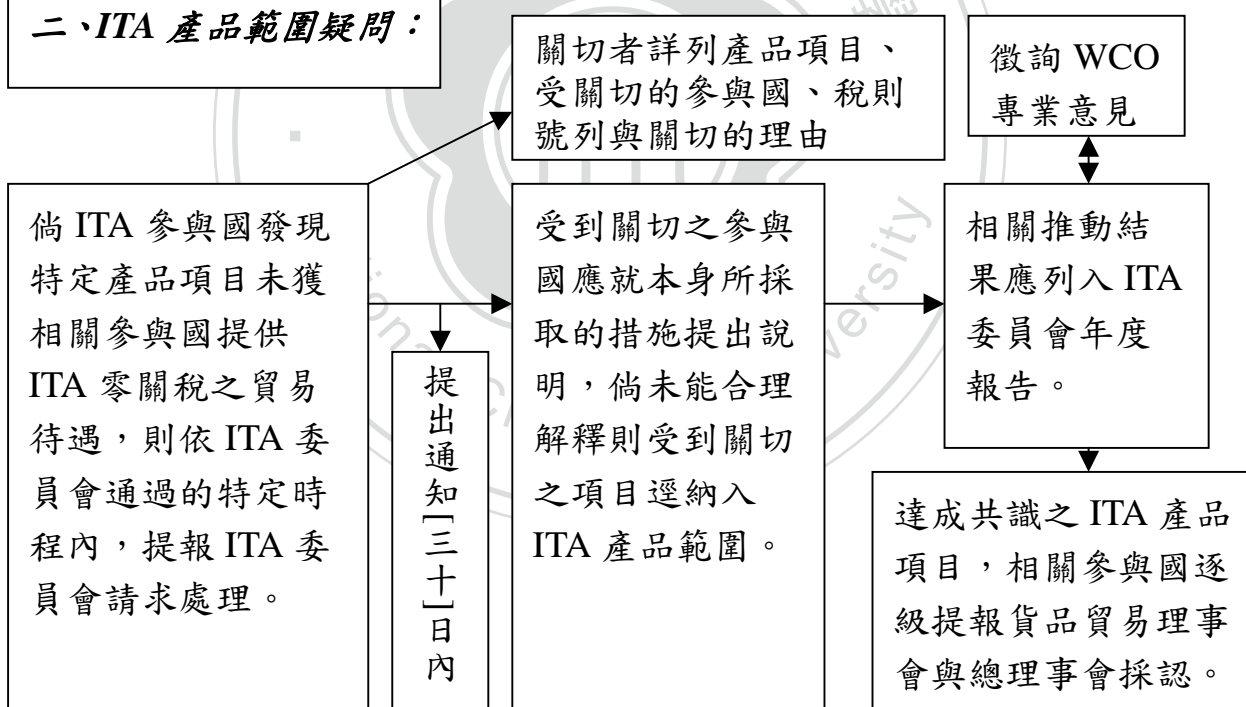 二、ITA 產品範圍疑問：
關切者詳列產品項目、
受關切的參與國、稅則
號列與關切的理由
徵詢 WCO
專業意見
倘 ITA 參與國發現
特定產品項目未獲
相關參與國提供
ITA 零關稅之貿易
待遇，則依 ITA 委
員會通過的特定時
程內，提報 ITA 委
員會請求處理。
提出通知[三十]日內
受到關切之參與
國應就本身所採
取的措施提出說
明，倘未能合理
解釋則受到關切
之項目逕納入
ITA 產品範圍。
相關推動結
果應列入 ITA
委員會年度
報告。
達成共識之 ITA 產品
項目，相關參與國逐
級提報貨品貿易理事
會與總理事會採認。